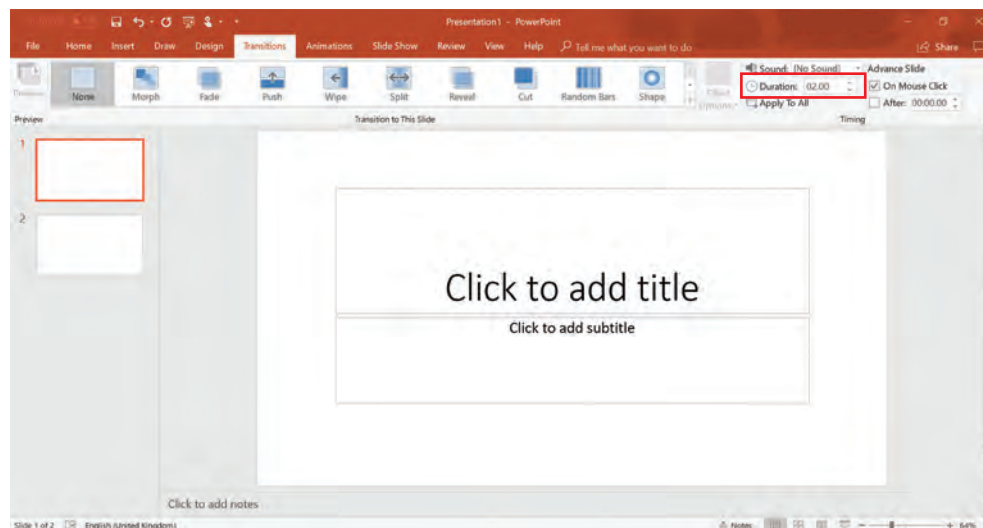 Presentation1 - PowerPoint
File Home Insert Draw Design Transitions Animations Slide Show Review View Help Tell me what you want to do Share
None Morph Fade Push Wipe Split Reveal Cut Random Bars Shape
Sound: [No Sound]
Duration: 02.00
Apply To All
Advance Slide
On Mouse Click
After: 00:00.00
Preview Transition to This Slide Timing
1
2
Click to add title
Click to add subtitle
Click to add notes
Slide 1 of 2 English (United Kingdom) Notes 64%